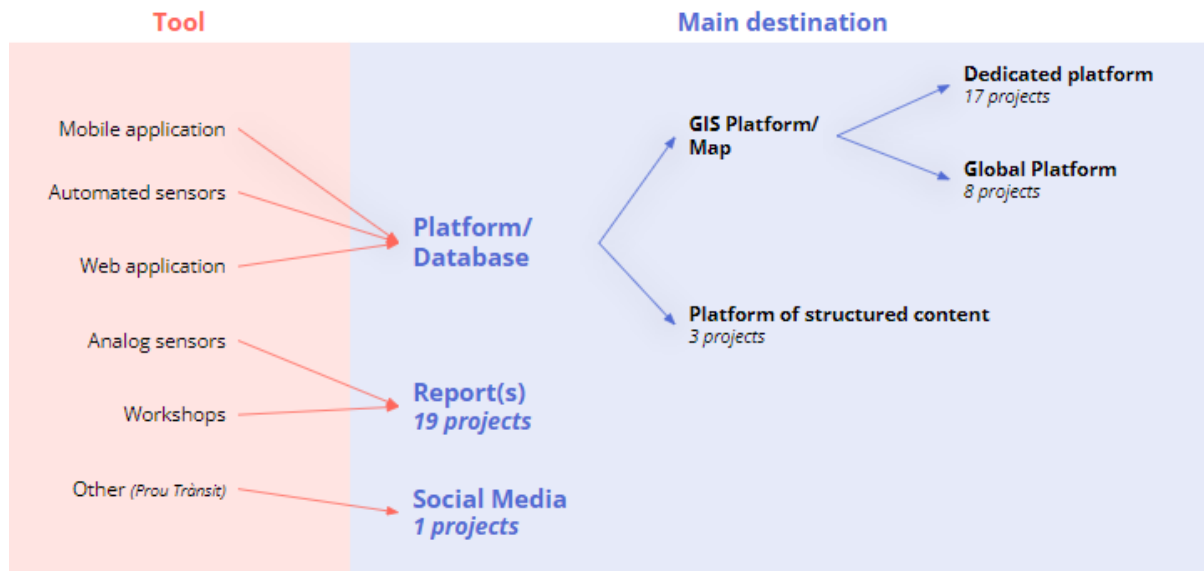 Tool
Main destination
Mobile application
Automated sensors
Web application
Analog sensors
Workshops
Other (Prou Trànsit)
Platform/
Database
Report(s)
19 projects
Social Media
1 projects
GIS Platform/
Map
Platform of structured content
3 projects
Dedicated platform
17 projects
Global Platform
8 projects